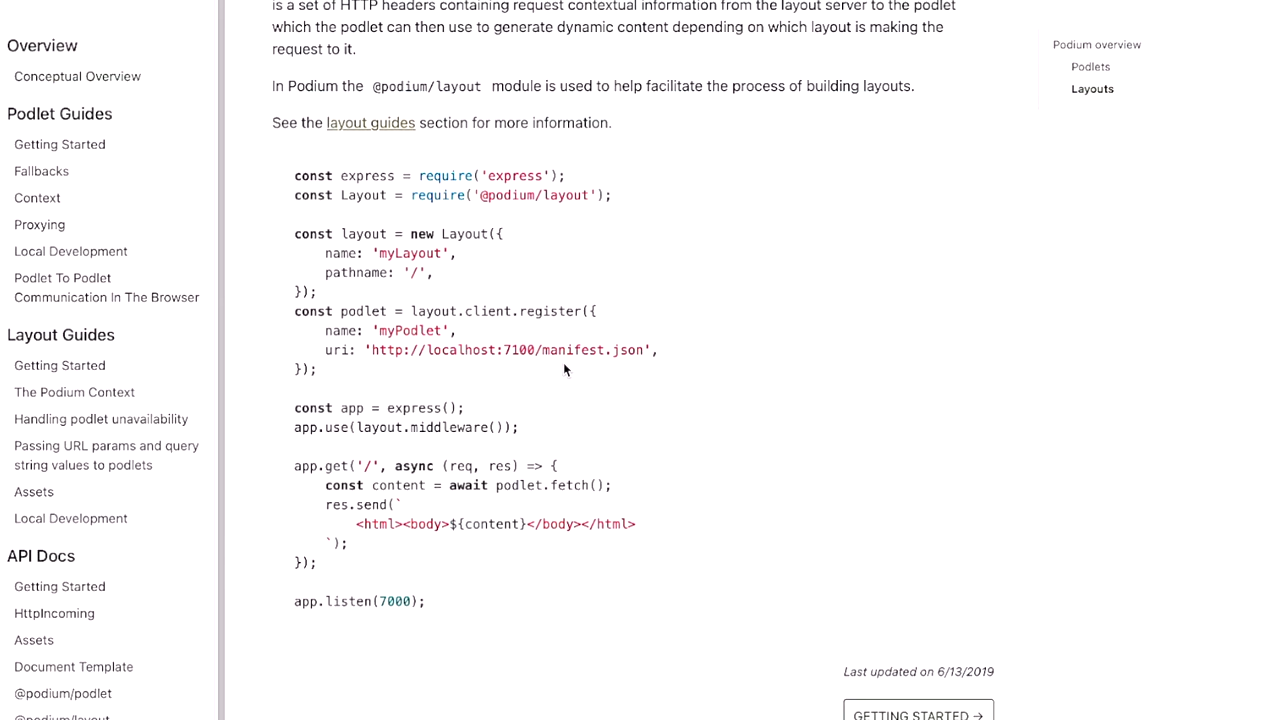 Overview
Conceptual Overview
Podlet Guides
Getting Started
Fallbacks
Context
Proxying
Local Development
Podlet To Podlet
Communication In The Browser
Layout Guides
Getting Started
The Podium Context
Handling podlet unavailability
Passing URL params and query
string values to podlets
Assets
Local Development
API Docs
Getting Started
HttpIncoming
Assets
Document Template
@podium/podlet
@podium/layout
is a set of HTTP headers containing request contextual information from the layout server to the podlet
which the podlet can then use to generate dynamic content depending on which layout is making the
request to it.
In Podium the @podium/layout module is used to help facilitate the process of building layouts.
See the layout guides section for more information.
const express = require('express');
const Layout = require('@podium/layout');
const layout = new Layout({
    name: 'myLayout',
    pathname: '/',
});
const podlet = layout.client.register({
    name: 'myPodlet',
    uri: 'http://localhost:7100/manifest.json',
});
const app = express();
app.use(layout.middleware());
app.get('/', async (req, res) => {
    const content = await podlet.fetch();
    res.send(`
        <html><body>${content}</body></html>
    `);
});
app.listen(7000);
Last updated on 6/13/2019
GETTING STARTED →
Podium overview
Podlets
Layouts